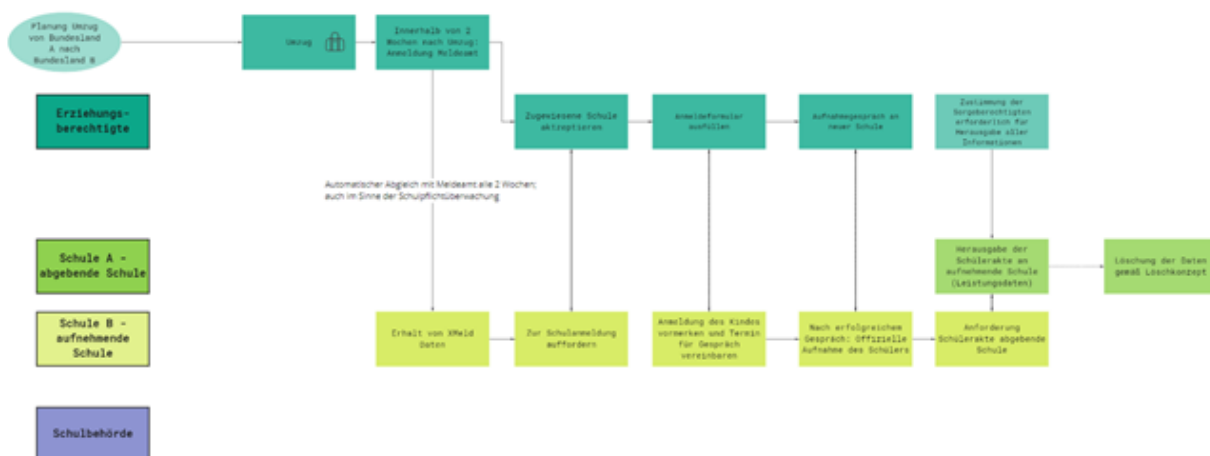 Planung Umzug
von Bundesland
A nach
Bundesland B
Umzug
Innerhalb von 2
Wochen nach Umzug:
Anmeldung Meldeamt
Erziehungs-
berechtigte
Zugewiesene Schule
aktzeptieren
Anmeldeformular
ausfüllen
Aufnahmegespräch an
neuer Schule
Zustimmung der
Sorgeberechtigten
erforderlich für
Herausgabe aller
Informationen
Automatischer Abgleich mit Meldeamt alle 2 Wochen;
auch im Sinne der Schulpflichtsüberwachung
Schule A -
abgebende Schule
Herausgabe der
Schülerakte an
aufnehmende Schule
(Leistungsdaten)
Löschung der Daten
gemäß Löschkonzept
Schule B -
aufnehmende
Schule
Erhalt von XMeld
Daten
Zur Schulanmeldung
auffordern
Anmeldung des Kindes
vormerken und Termin
für Gespräch
vereinbaren
Nach erfolgreichem
Gespräch: Offizielle
Aufnahme des Schülers
Anforderung
Schülerakte abgebende
Schule
Schulbehörde